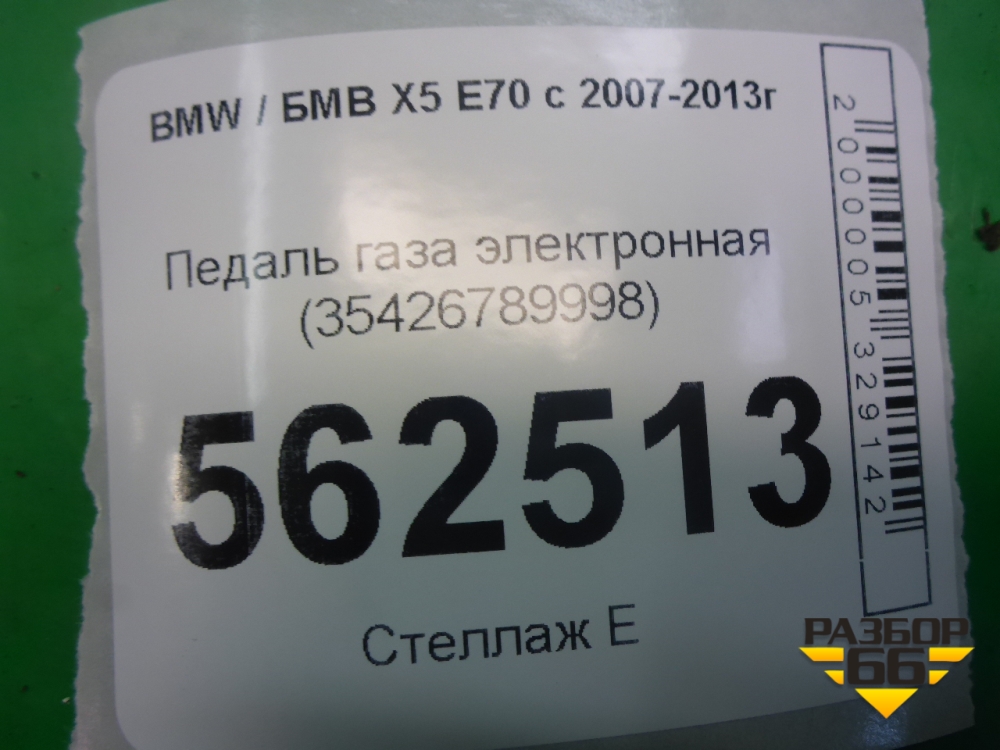 BMW / БМВ X5 E70 с 2007-2013г
Педаль газа электронная
(35426789998)
562513
Стеллаж E
2000005329142
РАЗБОР
66